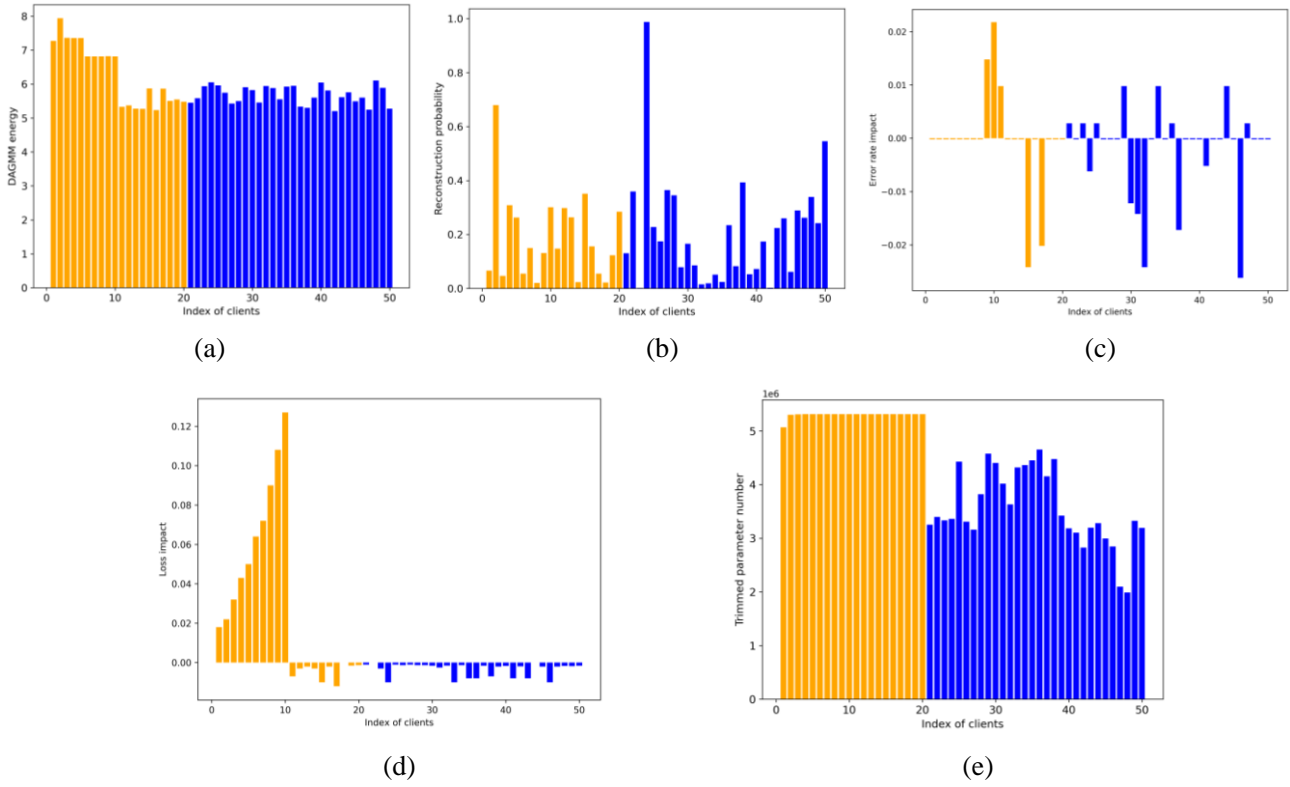 8
7
6
5
4
3
2
1
0
DAGMM energy
0 10 20 30 40 50
Index of clients
(a)
1.0
0.8
0.6
0.4
0.2
0.0
Reconstruction probability
0 10 20 30 40 50
Index of clients
(b)
0.02
0.01
0.00
−0.01
−0.02
Error rate impact
0 10 20 30 40 50
Index of clients
(c)
0.12
0.10
0.08
0.06
0.04
0.02
0.00
Loss impact
0 10 20 30 40 50
Index of clients
(d)
1e6
5
4
3
2
1
0
Trimmed parameter number
0 10 20 30 40 50
Index of clients
(e)